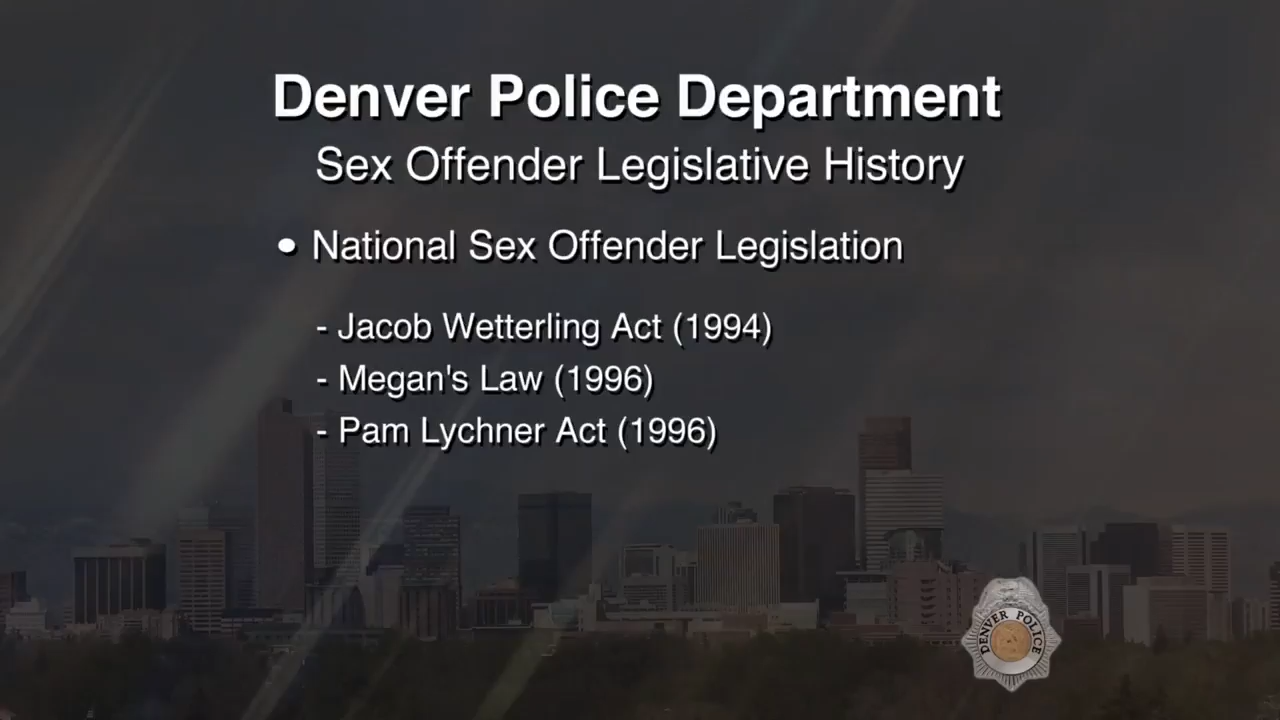 Denver Police Department
Sex Offender Legislative History
• National Sex Offender Legislation
- Jacob Wetterling Act (1994)
- Megan's Law (1996)
- Pam Lychner Act (1996)
DENVER POLICE